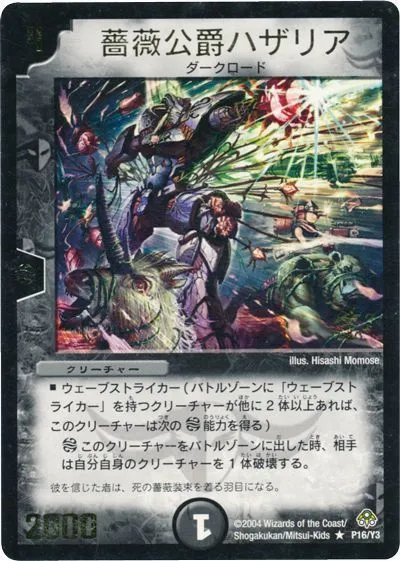 薔薇公爵ハザリア
ダークロード
illus. Hisashi Momose
クリーチャー
■ ウェーブストライカー(バトルゾーンに「ウェーブスト
ライカー」を持つクリーチャーが他に2体以上あれば、
このクリーチャーは次の能力を得る)
このクリーチャーをバトルゾーンに出した時、相手
は自分自身のクリーチャーを1体破壊する。
彼を信じた者は、死の薔薇装束を着る羽目になる。
2000
1
©2004 Wizards of the Coast/
Shogakukan/Mitsui-Kids ★ P16/Y3